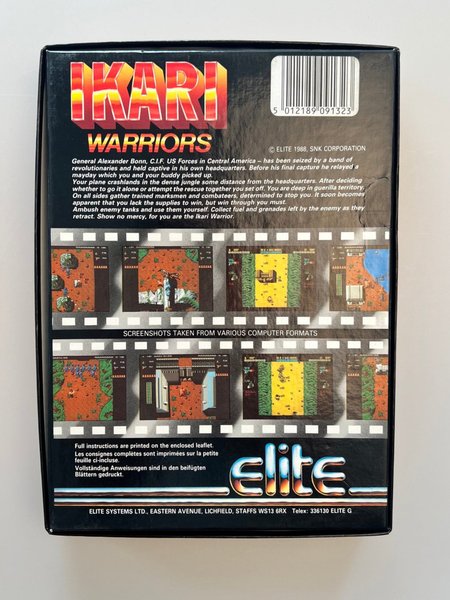 IKARI
WARRIORS
5 012189 091323
© ELITE 1988, SNK CORPORATION
General Alexander Bonn, C.I.F. US Forces in Central America – has been seized by a band of
revolutionaries and held captive in his own headquarters. Before his final capture he relayed a
mayday which you and your buddy picked up.
Your plane crashlands in the dense jungle some distance from the headquarters. After deciding
whether to go it alone or attempt the rescue together you set off. You are deep in guerilla territory.
On all sides gather trained marksmen and combateers, determined to stop you. It soon becomes
apparent that you lack the supplies to win, but win through you must.
Ambush enemy tanks and use them yourself. Collect fuel and grenades left by the enemy as they
retract. Show no mercy, for you are the Ikari Warrior.
SCREENSHOTS TAKEN FROM VARIOUS COMPUTER FORMATS
Full instructions are printed on the enclosed leaflet.
Les consignes complètes sont imprimées sur la petite
feuille ci-incluse.
Vollständige Anweisungen sind in den beifügten
Blättern gedruckt.
elite
ELITE SYSTEMS LTD., EASTERN AVENUE, LICHFIELD, STAFFS WS13 6RX Telex: 336130 ELITE G